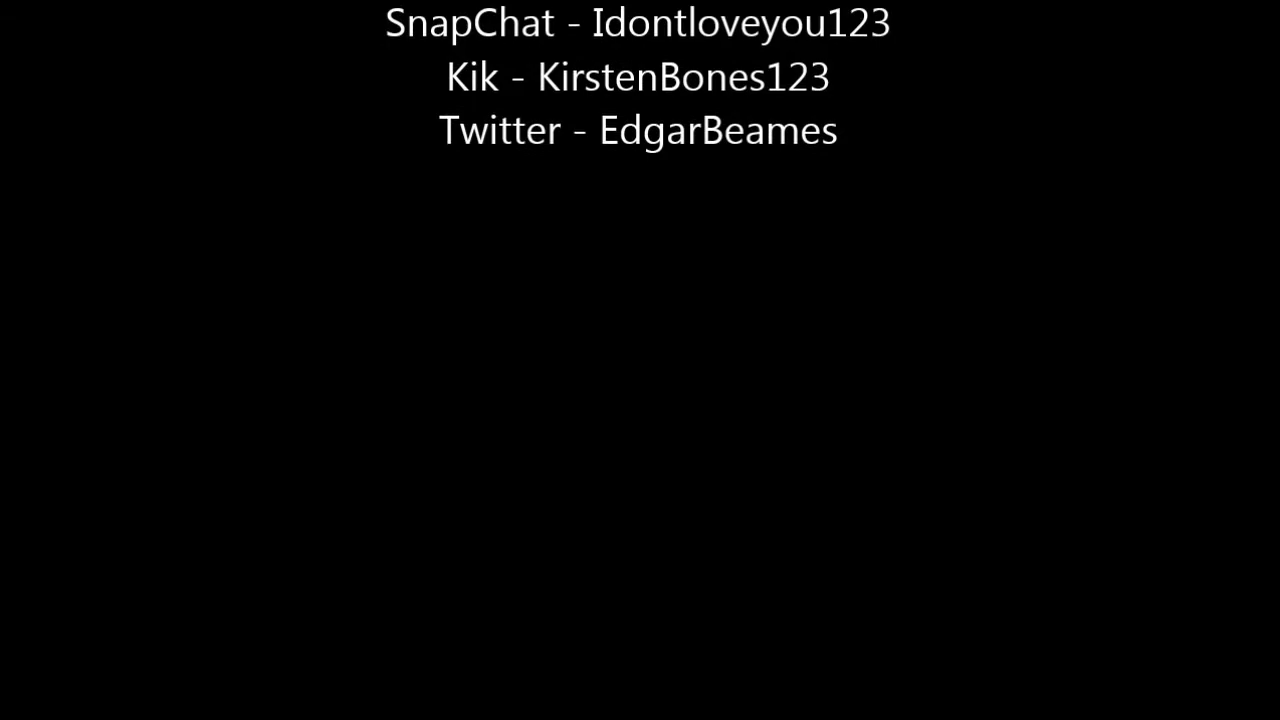 SnapChat - Idontloveyou123
Kik - KirstenBones123
Twitter - EdgarBeames